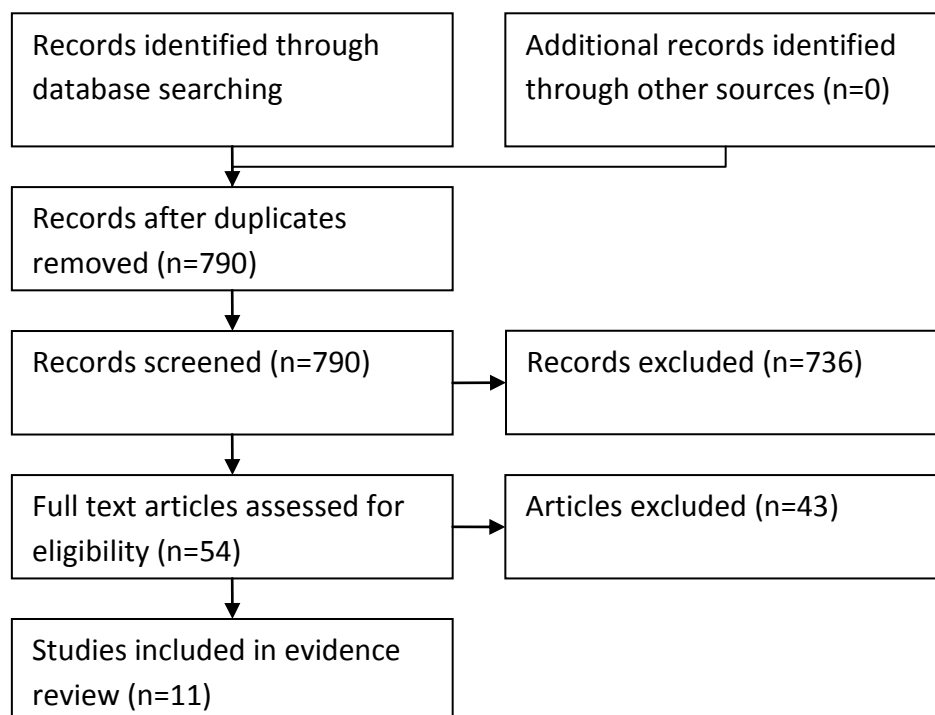 Records identified through
database searching
Additional records identified
through other sources (n=0)
Records after duplicates
removed (n=790)
Records screened (n=790)
Records excluded (n=736)
Full text articles assessed for
eligibility (n=54)
Articles excluded (n=43)
Studies included in evidence
review (n=11)